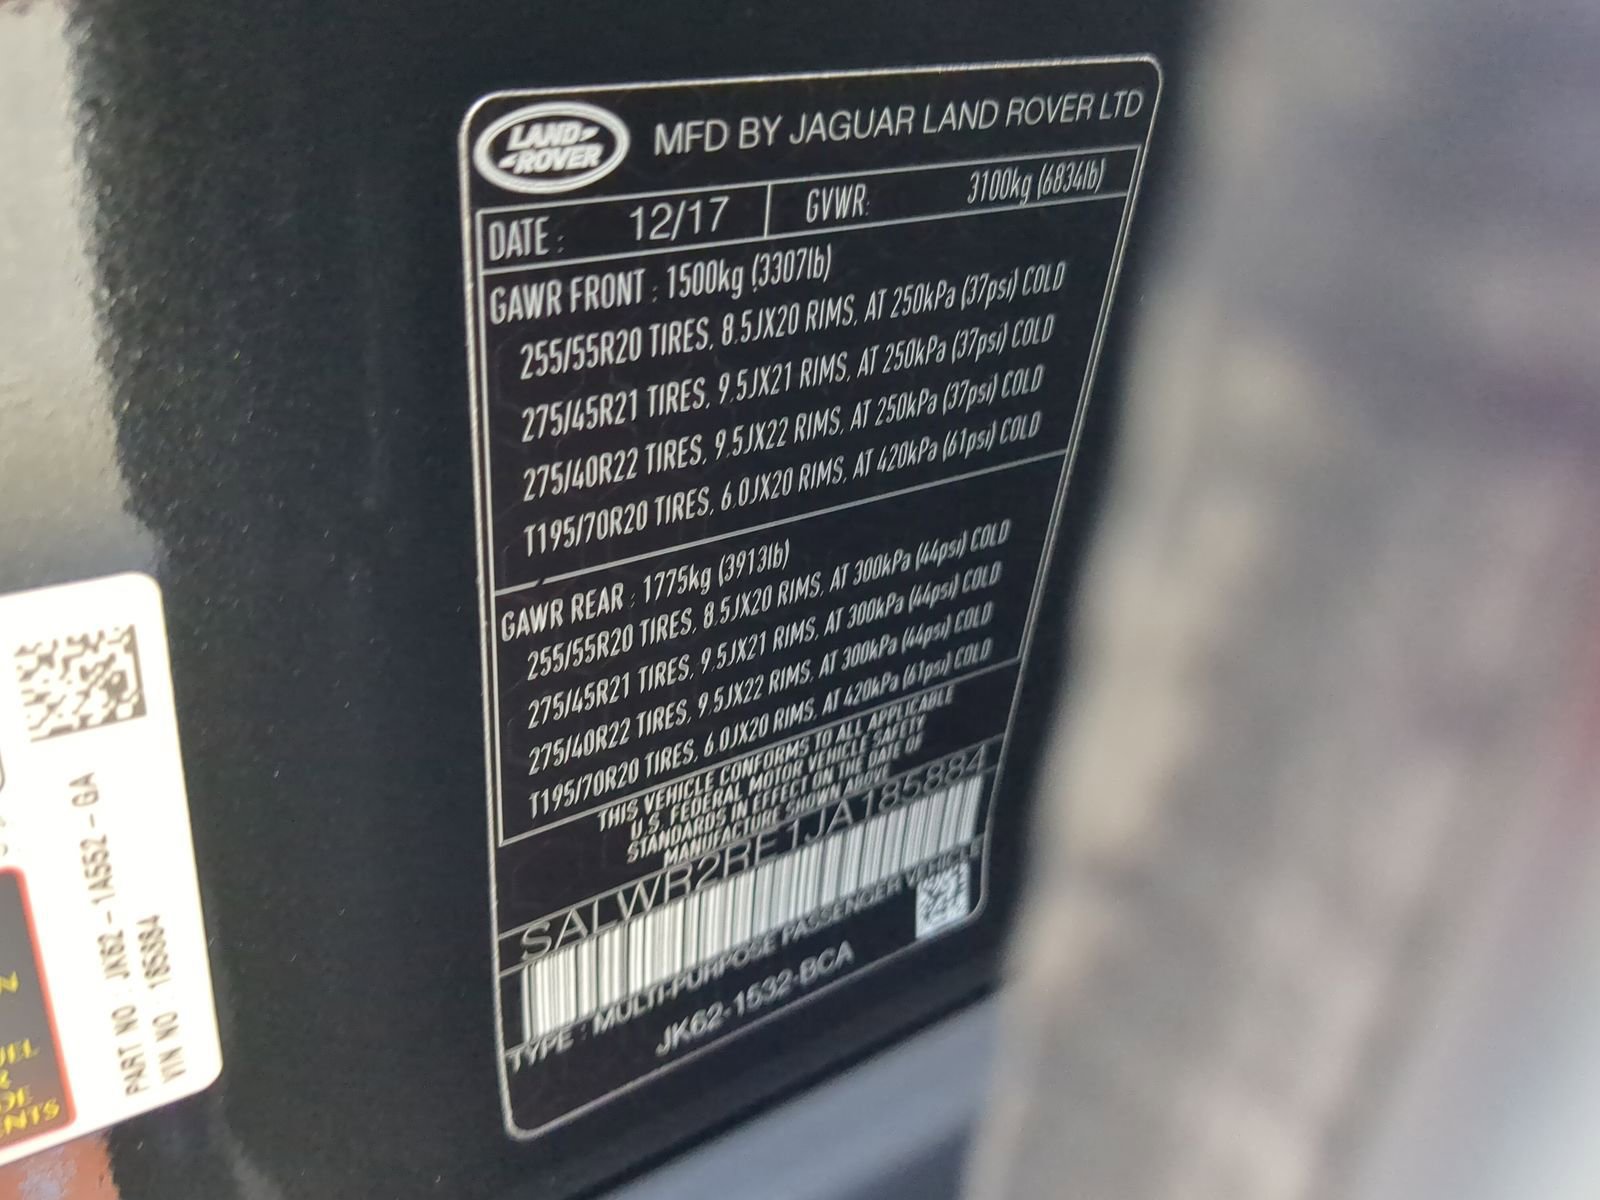 LAND
ROVER
MFD BY JAGUAR LAND ROVER LTD
DATE : 12/17 GVWR: 3100kg (6834lb)
GAWR FRONT : 1500kg (3307lb)
255/55R20 TIRES, 8.5JX20 RIMS, AT 250kPa (37psi) COLD
275/45R21 TIRES, 9.5JX21 RIMS, AT 250kPa (37psi) COLD
275/40R22 TIRES, 9.5JX22 RIMS, AT 250kPa (37psi) COLD
T195/70R20 TIRES, 6.0JX20 RIMS, AT 420kPa (61psi) COLD
GAWR REAR : 1775kg (3913lb)
255/55R20 TIRES, 8.5JX20 RIMS, AT 300kPa (44psi) COLD
275/45R21 TIRES, 9.5JX21 RIMS, AT 300kPa (44psi) COLD
275/40R22 TIRES, 9.5JX22 RIMS, AT 300kPa (44psi) COLD
T195/70R20 TIRES, 6.0JX20 RIMS, AT 420kPa (61psi) COLD
THIS VEHICLE CONFORMS TO ALL APPLICABLE
U.S. FEDERAL MOTOR VEHICLE SAFETY
STANDARDS IN EFFECT ON THE DATE OF
MANUFACTURE SHOWN ABOVE
SALWR2RE1JA185884
TYPE : MULTI-PURPOSE PASSENGER VEHICLE
JK62-1532-BCA
PART NO : JK62-1A552-GA
VIN NO : 185884